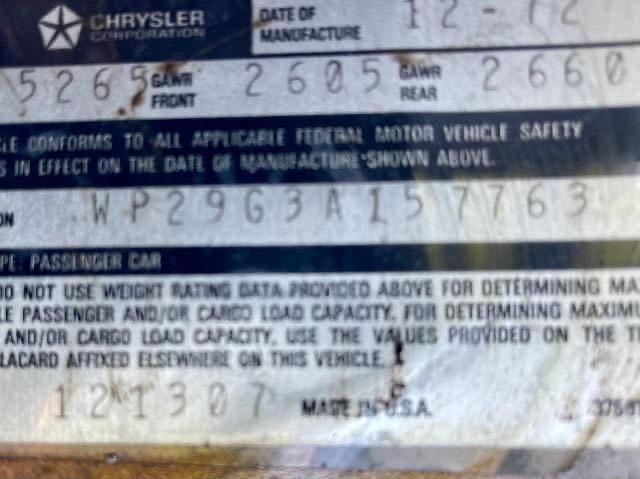 CHRYSLER CORPORATION DATE OF MANUFACTURE 12-72
5265 GAWR FRONT 2605 GAWR REAR 2660
CONFORMS TO ALL APPLICABLE FEDERAL MOTOR VEHICLE SAFETY
IN EFFECT ON THE DATE OF MANUFACTURE SHOWN ABOVE.
WP29G3A157763
PASSENGER CAR
DO NOT USE WEIGHT RATING DATA PROVIDED ABOVE FOR DETERMINING
PASSENGER AND/OR CARGO LOAD CAPACITY. FOR DETERMINING
AND/OR CARGO LOAD CAPACITY, USE THE VALUES PROVIDED ON THE
AFFIXED ELSEWHERE ON THIS VEHICLE.
121307 MADE IN U.S.A.